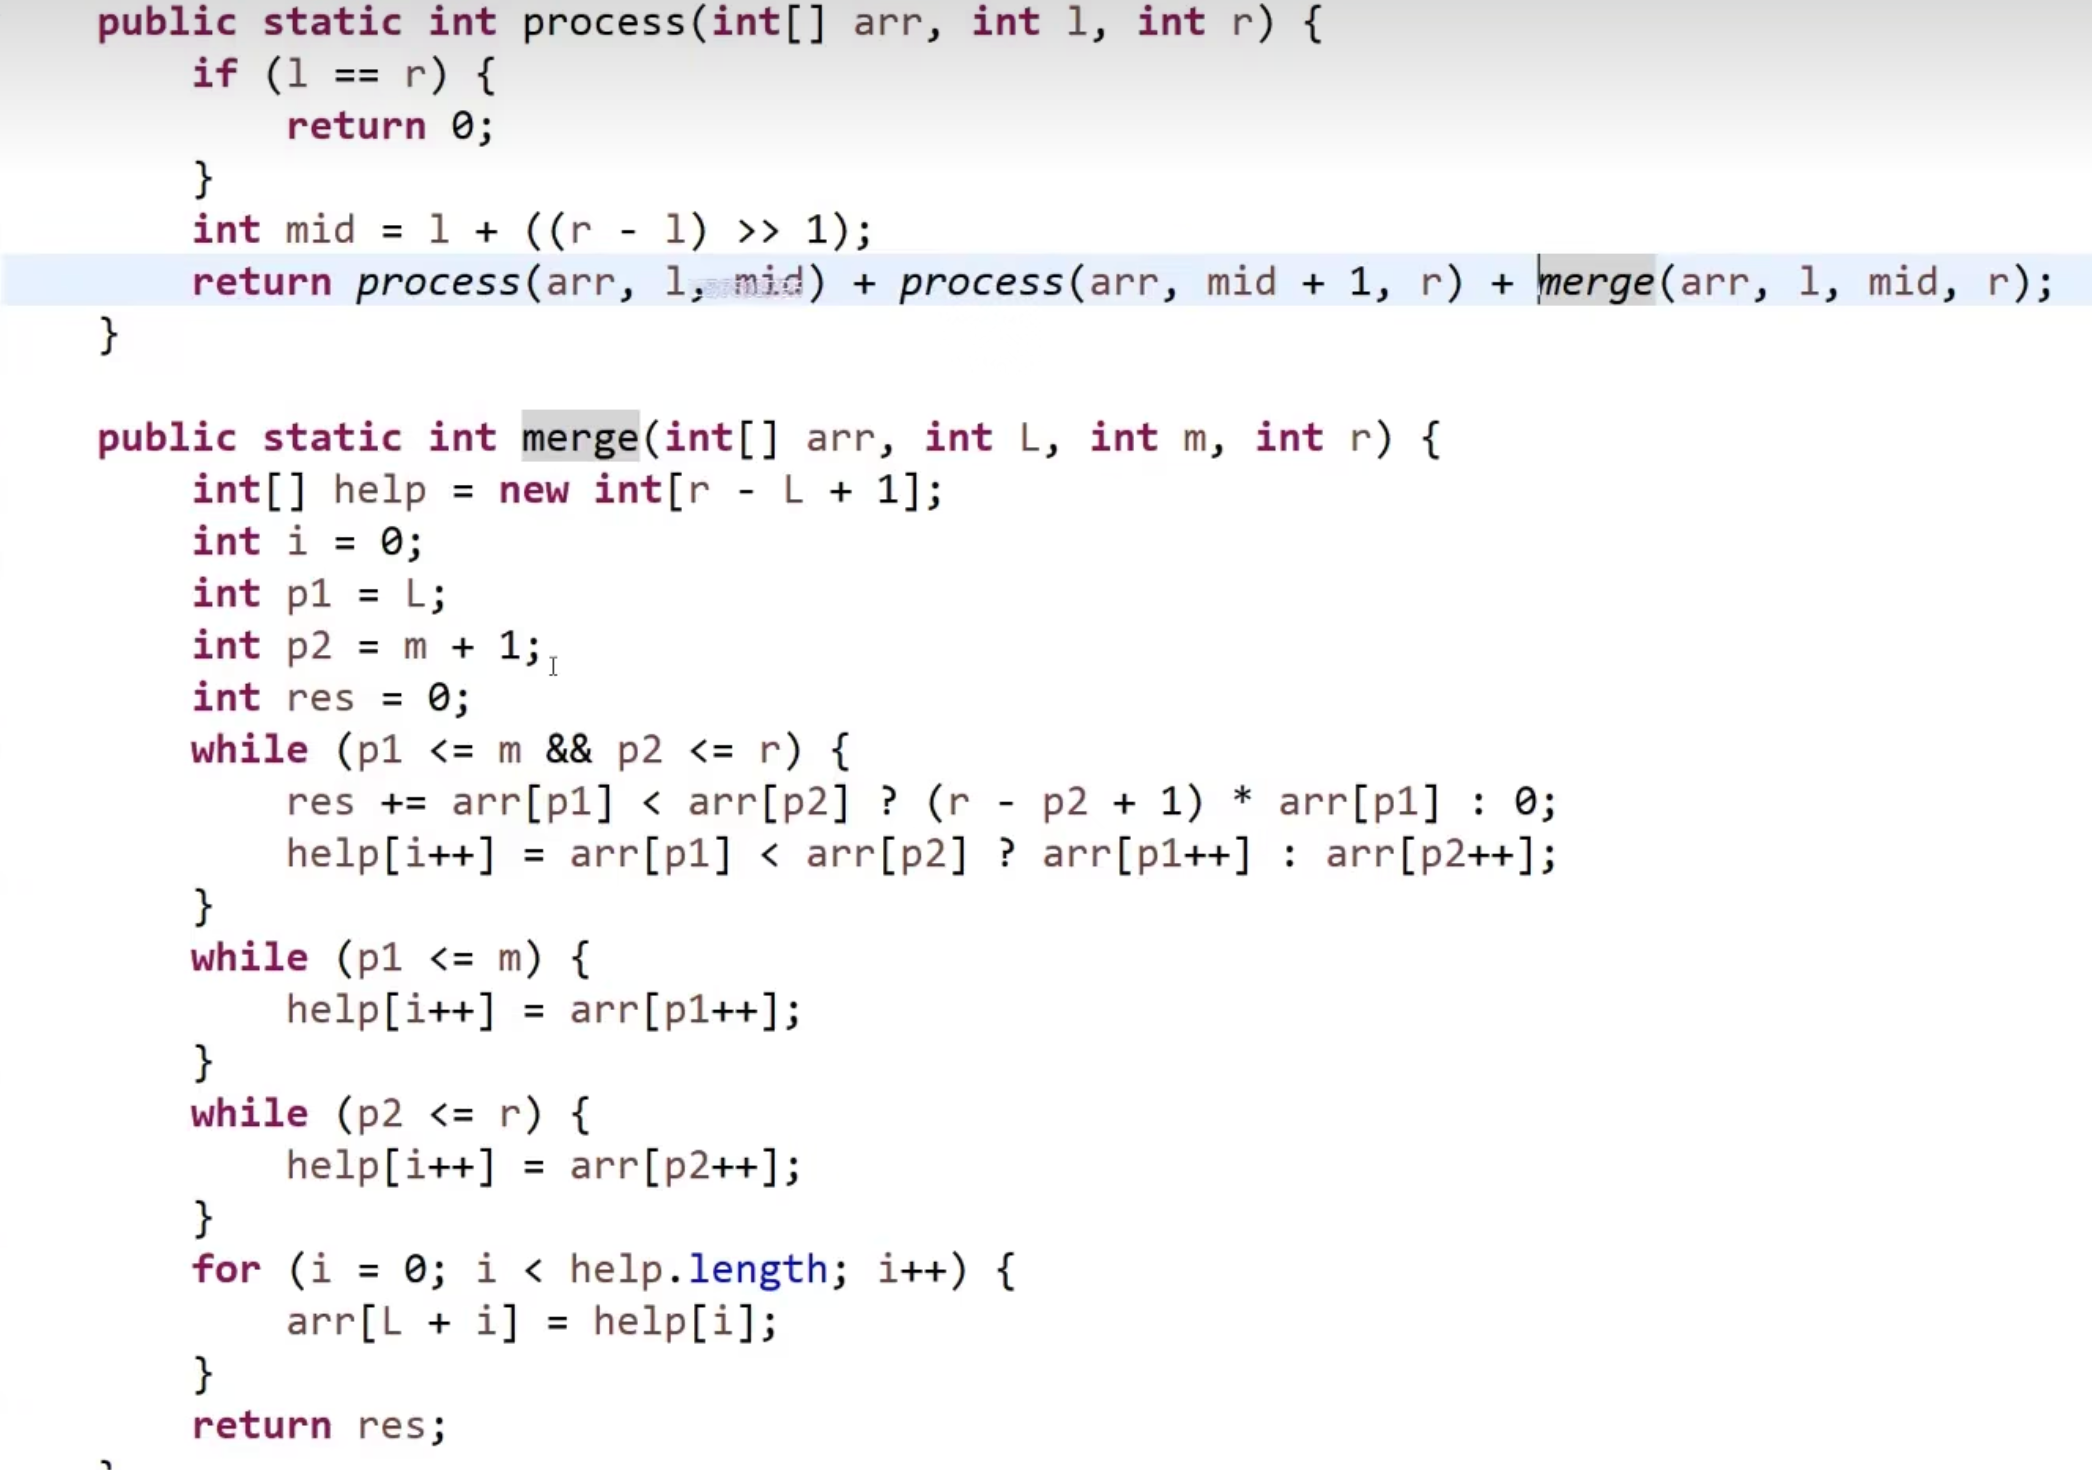 public static int process(int[] arr, int l, int r) {
if (l == r) {
return 0;
}
int mid = l + ((r - l) >> 1);
return process(arr, l, mid) + process(arr, mid + 1, r) + merge(arr, l, mid, r);
}
public static int merge(int[] arr, int L, int m, int r) {
int[] help = new int[r - L + 1];
int i = 0;
int p1 = L;
int p2 = m + 1;
int res = 0;
while (p1 <= m && p2 <= r) {
res += arr[p1] < arr[p2] ? (r - p2 + 1) * arr[p1] : 0;
help[i++] = arr[p1] < arr[p2] ? arr[p1++] : arr[p2++];
}
while (p1 <= m) {
help[i++] = arr[p1++];
}
while (p2 <= r) {
help[i++] = arr[p2++];
}
for (i = 0; i < help.length; i++) {
arr[L + i] = help[i];
}
return res;
}